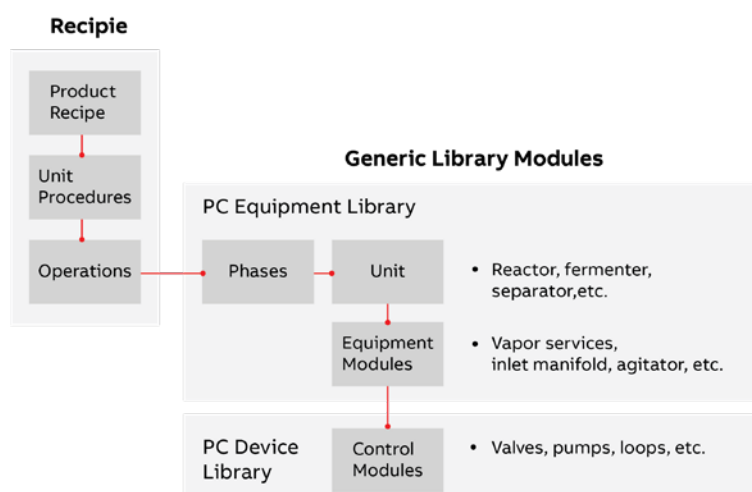 Recipie
Product
Recipe
Unit
Procedures
Operations
Generic Library Modules
PC Equipment Library
Phases
Unit
• Reactor, fermenter,
separator,etc.
Equipment
Modules
• Vapor services,
inlet manifold, agitator, etc.
PC Device
Library
Control
Modules
• Valves, pumps, loops, etc.